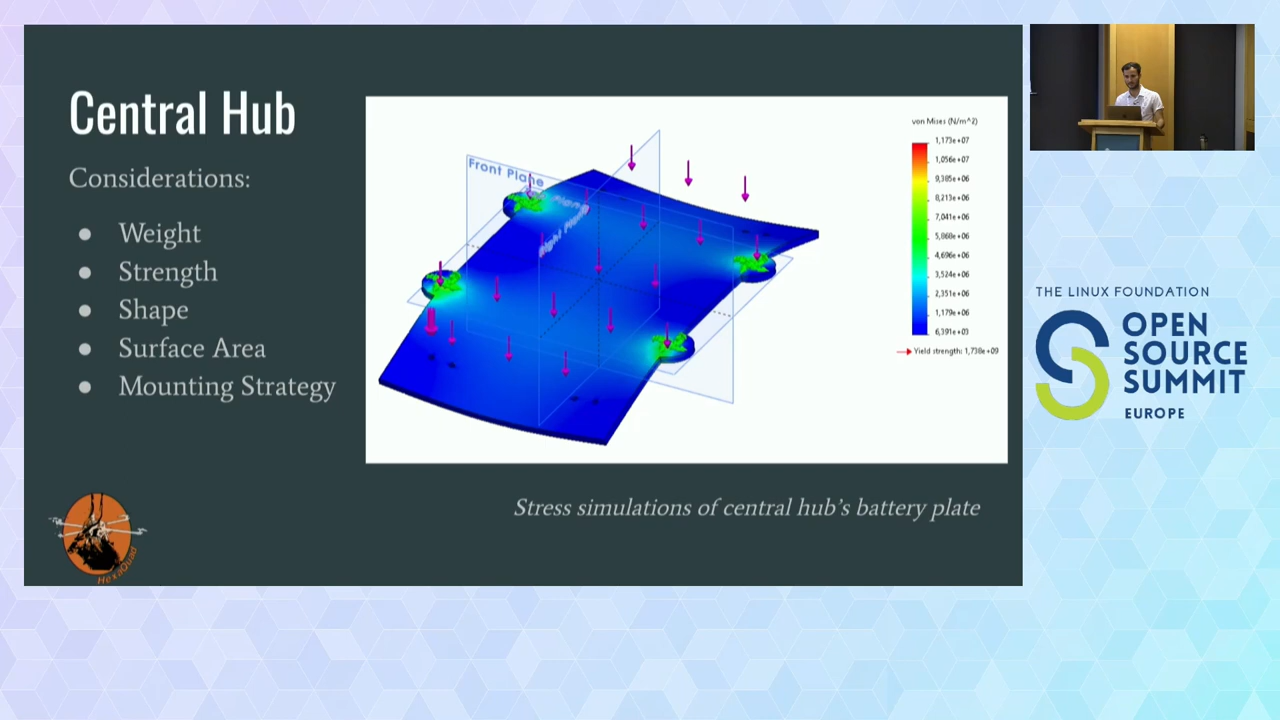 Central Hub
Considerations:
● Weight
● Strength
● Shape
● Surface Area
● Mounting Strategy
Front Plane
Right Plane
von Mises (N/m^2)
1,173e+07
1,056e+07
9,385e+06
8,213e+06
7,041e+06
5,868e+06
4,696e+06
3,524e+06
2,351e+06
1,179e+06
6,391e+03
Yield strength: 1,738e+09
Stress simulations of central hub's battery plate
HexaQuad
THE LINUX FOUNDATION
OPEN
SOURCE
SUMMIT
EUROPE